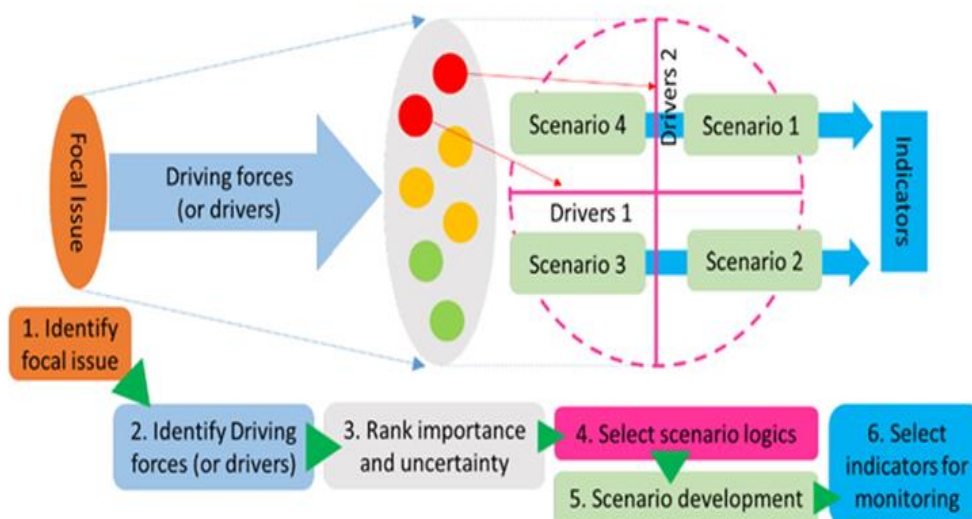 Focal Issue
Driving forces
(or drivers)
Drivers 2
Scenario 4
Scenario 1
Drivers 1
Scenario 3
Scenario 2
Indicators
1. Identify
focal issue
2. Identify Driving
forces (or drivers)
3. Rank importance
and uncertainty
4. Select scenario logics
5. Scenario development
6. Select
indicators for
monitoring